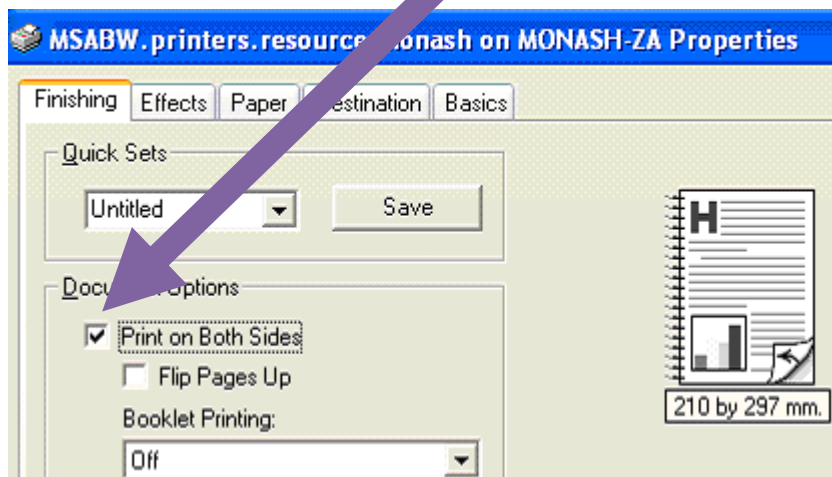 MSABW.printers.resource. onash on MONASH-ZA Properties
Finishing Effects Paper estination Basics
Quick Sets
Untitled Save
Document Options
Print on Both Sides
Flip Pages Up
Booklet Printing:
Off
H
210 by 297 mm.